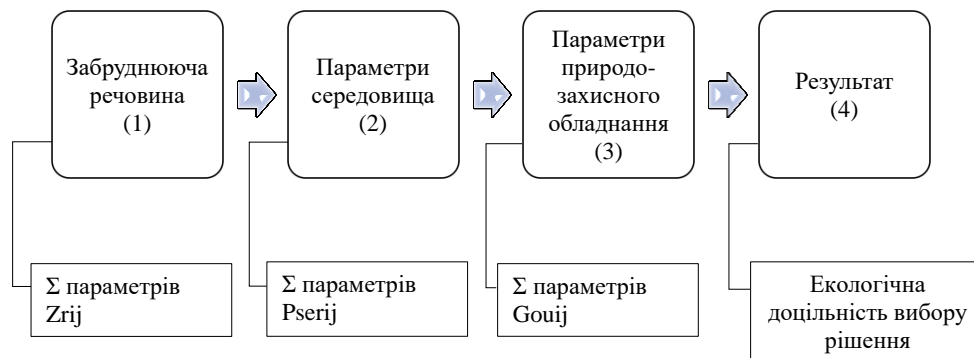 Забруднююча
речовина
(1)
Параметри
середовища
(2)
Параметри
природо-
захисного
обладнання
(3)
Результат
(4)
Σ параметрів
Zrij
Σ параметрів
Pserij
Σ параметрів
Gouij
Екологічна
доцільність вибору
рішення